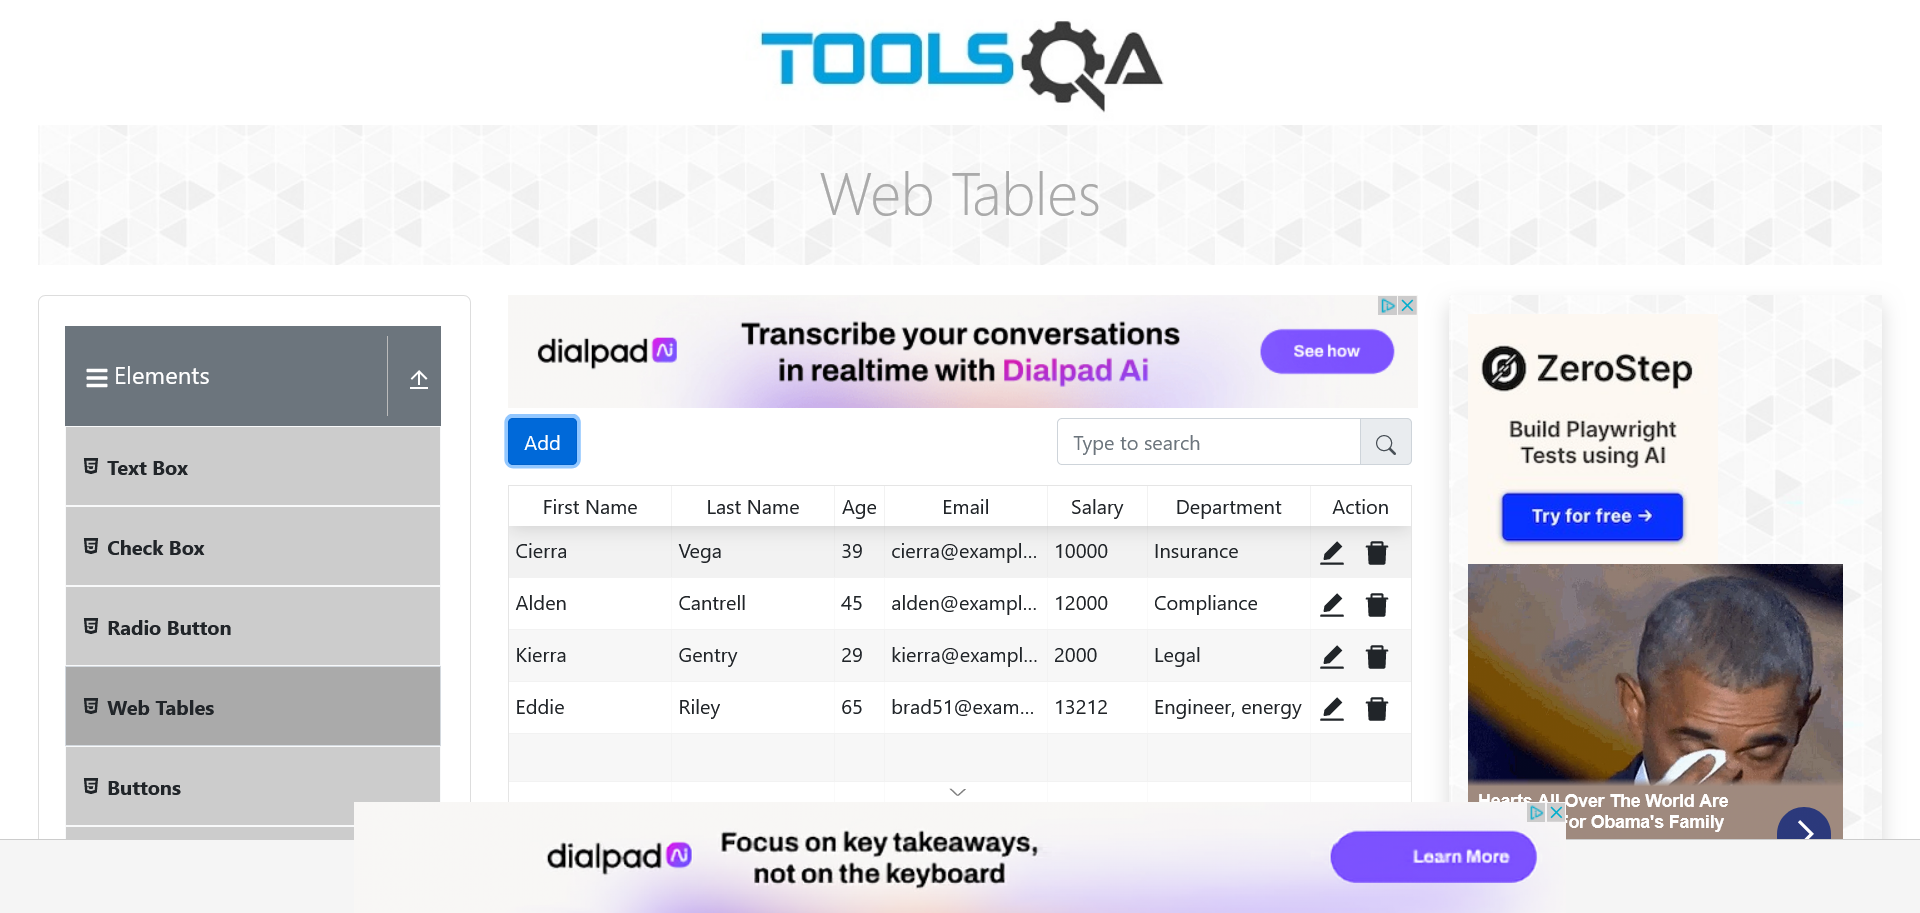 TOOLSQA
Web Tables
Elements
Text Box
Check Box
Radio Button
Web Tables
Buttons
dialpad Ai
Transcribe your conversations
in realtime with Dialpad Ai
See how
Add
Type to search
First Name Last Name Age Email Salary Department Action
Cierra Vega 39 cierra@exampl... 10000 Insurance
Alden Cantrell 45 alden@exampl... 12000 Compliance
Kierra Gentry 29 kierra@exampl... 2000 Legal
Eddie Riley 65 brad51@exam... 13212 Engineer, energy
ZeroStep
Build Playwright
Tests using AI
Try for free →
Hearts All Over The World Are
For Obama's Family
dialpad Ai
Focus on key takeaways,
not on the keyboard
Learn More